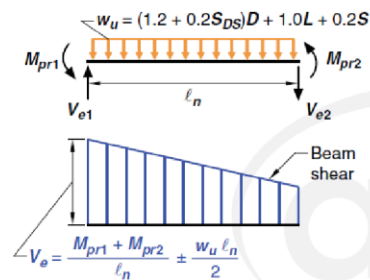 w_u = (1.2 + 0.2S_DS)D + 1.0L + 0.2S
M_pr1
M_pr2
V_e1
ℓ_n
V_e2
Beam
shear
V_e = (M_pr1 + M_pr2)/ℓ_n ± (w_u ℓ_n)/2